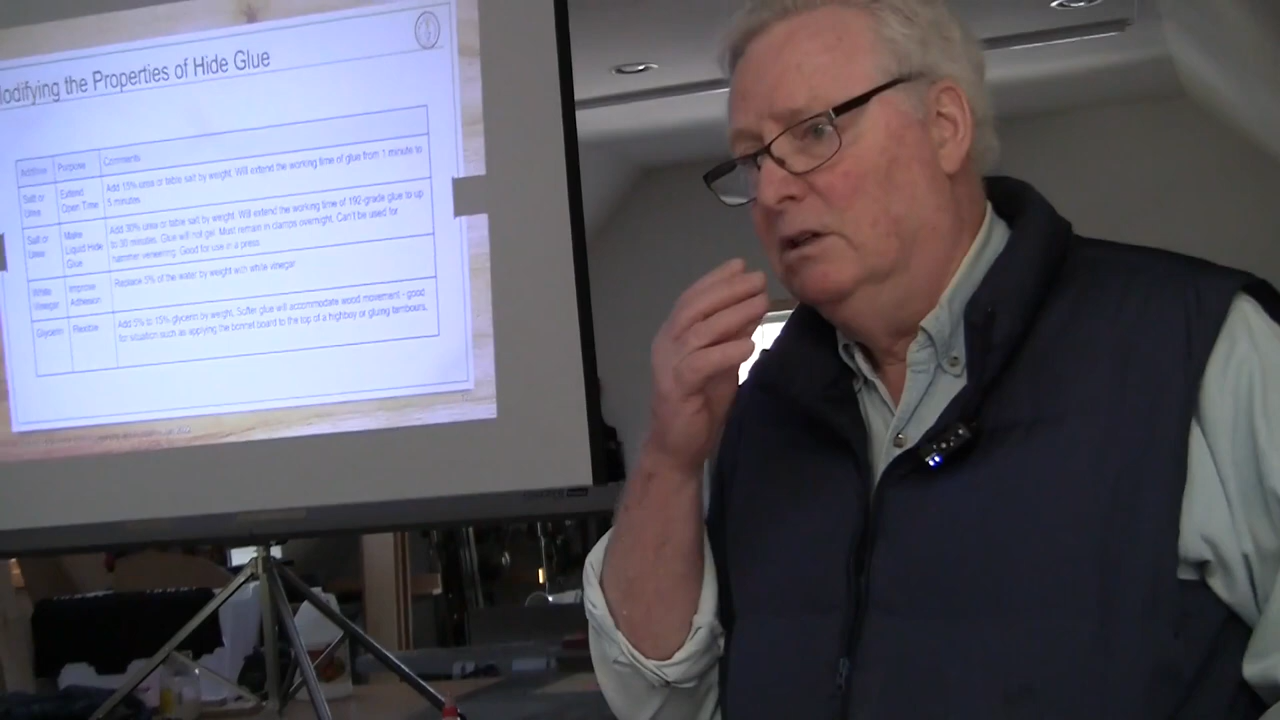 Modifying the Properties of Hide Glue
Additive Purpose Comments
Salt or Urea Extend Open Time Add 15% urea or table salt by weight. Will extend the working time of glue from 1 minute to 5 minutes
Salt or Urea Make Liquid Hide Glue Add 30% urea or table salt by weight. Will extend the working time of 192-grade glue to up to 30 minutes. Glue will not gel. Must remain in clamps overnight. Can't be used for hammer veneering. Good for use in a press.
White Vinegar Improve Adhesion Replace 5% of the water by weight with white vinegar
Glycerin Flexible Add 5% to 15% glycerin by weight. Softer glue will accommodate wood movement - good for situation such as applying the bonnet board to the top of a highboy or gluing tambours.